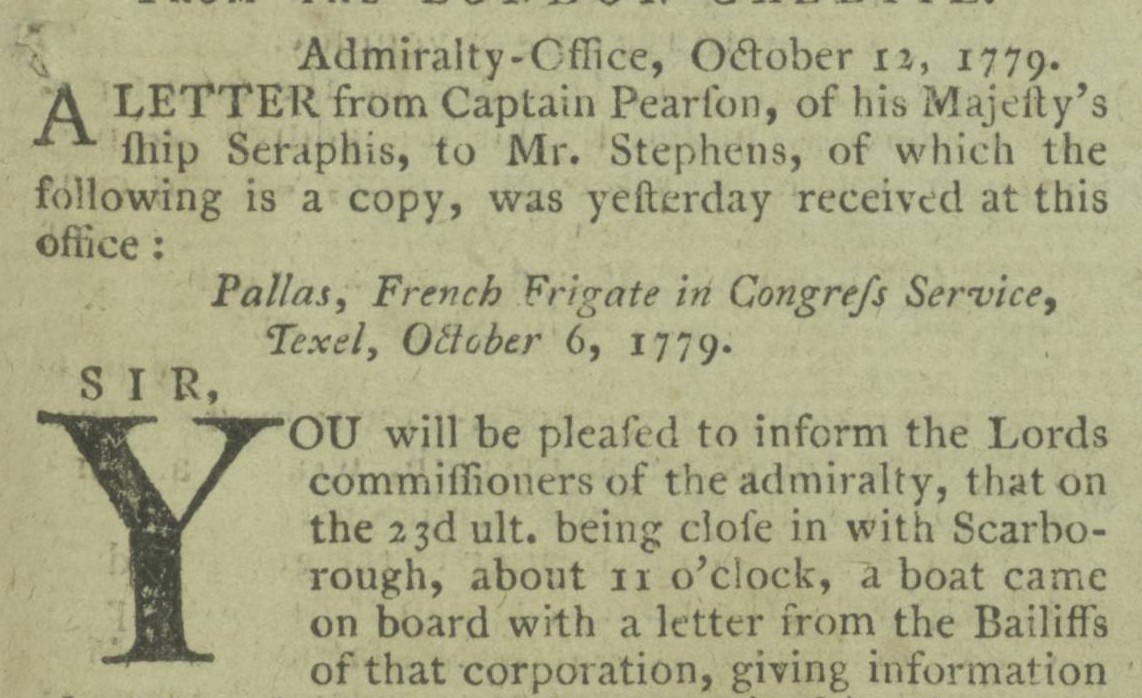 FROM THE LONDON GAZETTE.
Admiralty-Office, October 12, 1779.
A LETTER from Captain Pearſon, of his Majeſty's
ſhip Seraphis, to Mr. Stephens, of which the
following is a copy, was yeſterday received at this
office :
Pallas, French Frigate in Congreſs Service,
Texel, October 6, 1779.
S I R,
YOU will be pleaſed to inform the Lords
commiſſioners of the admiralty, that on
the 23d ult. being cloſe in with Scarbo-
rough, about 11 o'clock, a boat came
on board with a letter from the Bailiffs
of that corporation, giving information